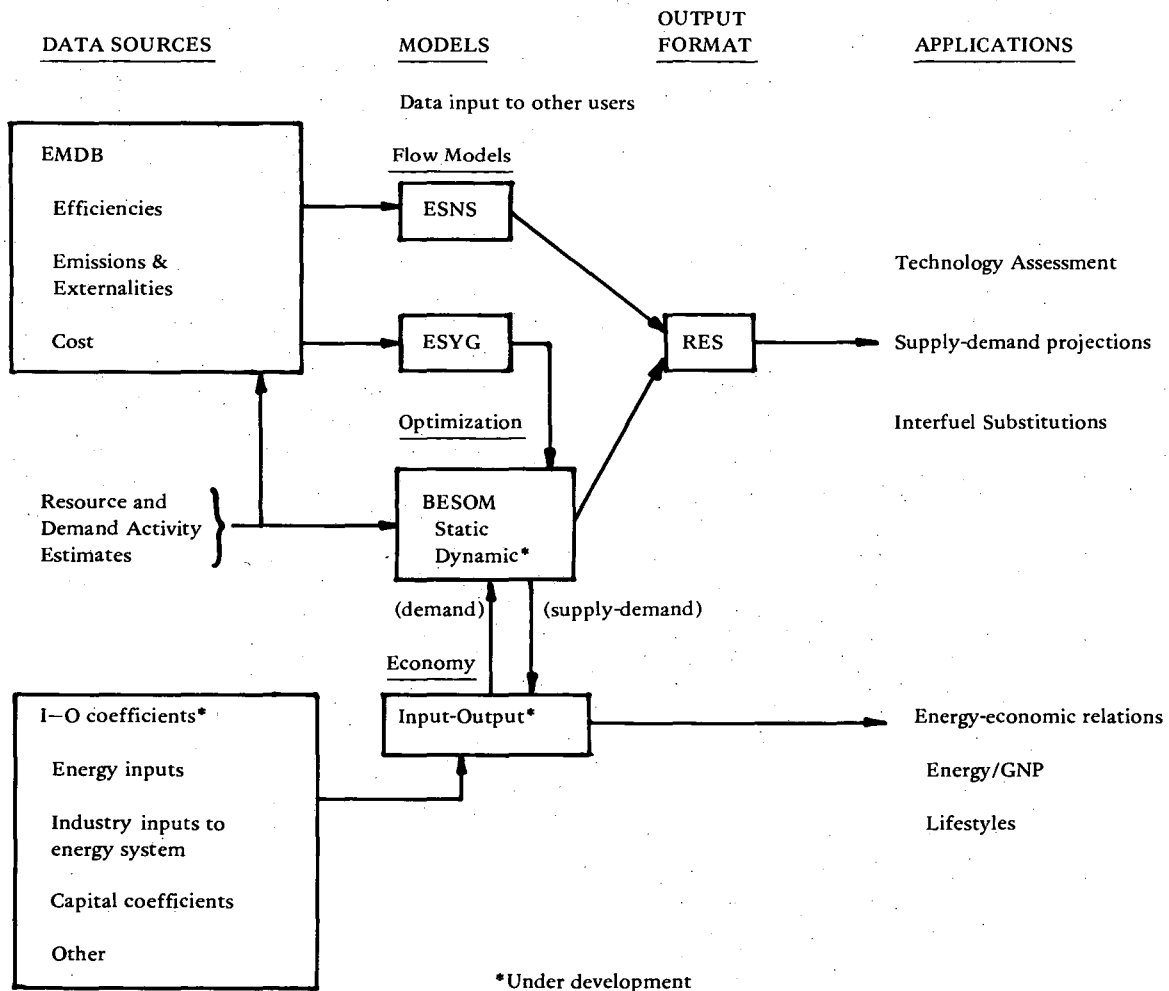 DATA SOURCES
MODELS
OUTPUT
FORMAT
APPLICATIONS
Data input to other users
EMDB
Efficiencies
Emissions &
Externalities
Cost
Flow Models
ESNS
ESYG
RES
Technology Assessment
Supply-demand projections
Interfuel Substitutions
Optimization
Resource and
Demand Activity
Estimates
BESOM
Static
Dynamic*
(demand)
(supply-demand)
Economy
I–O coefficients*
Energy inputs
Industry inputs to
energy system
Capital coefficients
Other
Input-Output*
Energy-economic relations
Energy/GNP
Lifestyles
*Under development